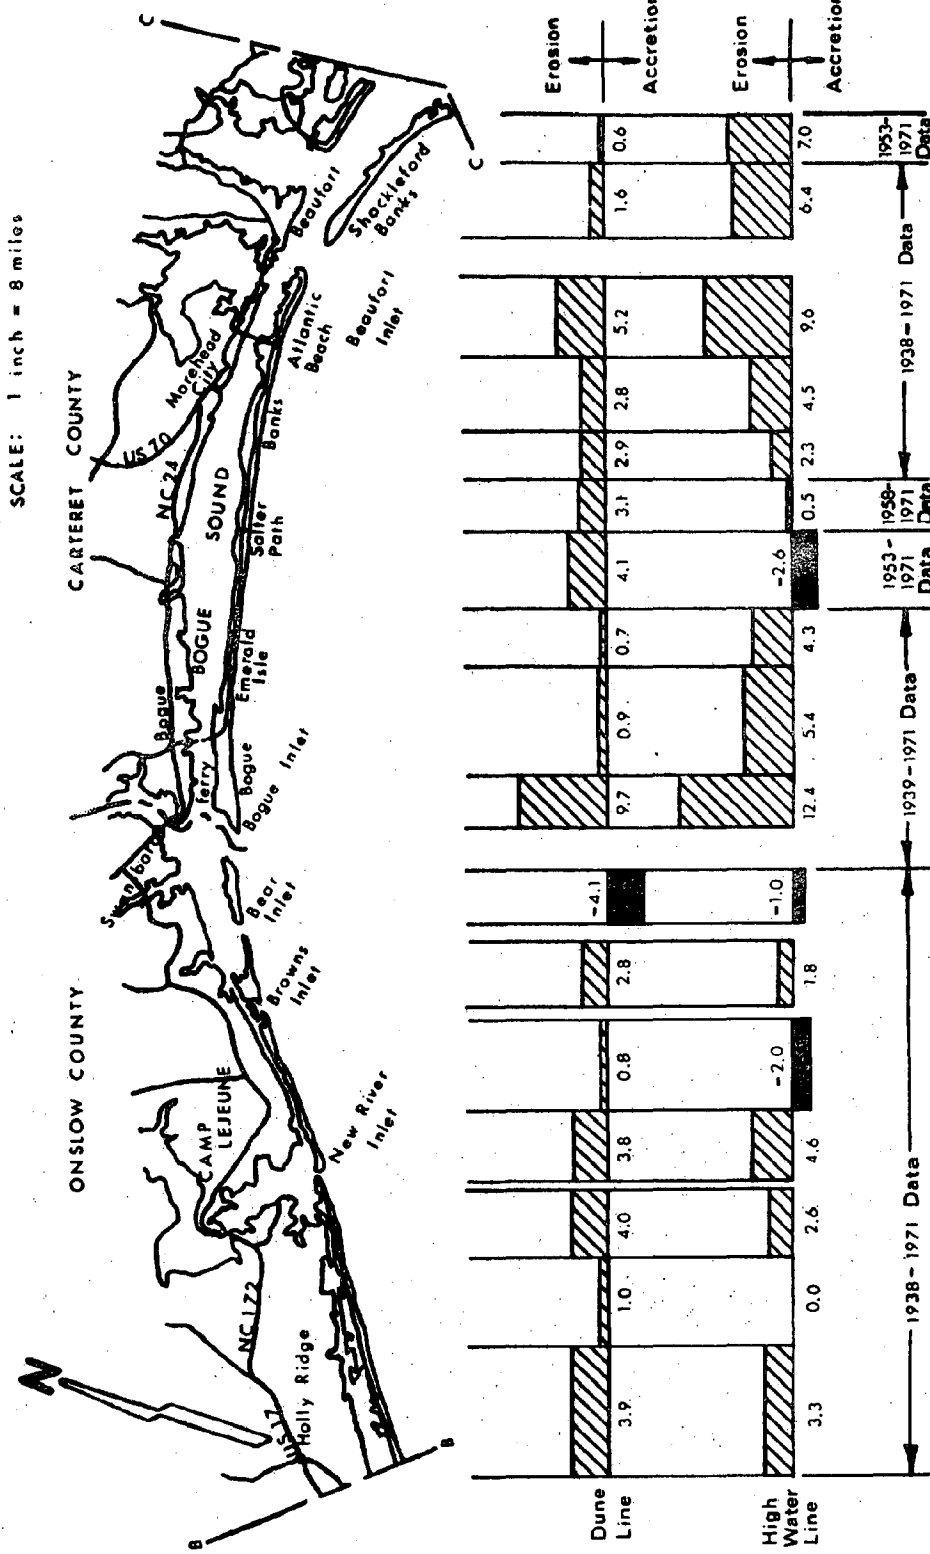 SCALE: 1 inch = 8 miles
ONSLOW COUNTY
CARTERET COUNTY
N
B
B
C
C
US 17
Holly Ridge
NC 172
CAMP
LEJEUNE
New River
Inlet
Browns
Inlet
Bear
Inlet
Bogue Inlet
Bogue
ferry
Bogue
BOGUE
SOUND
Emerald
Isle
Salter
Path
Banks
NC 24
US 70
Morehead
City
Atlantic
Beach
Beaufort
Inlet
Beaufort
Shackleford
Banks
Dune
Line
3.9
1.0
4.0
3.8
0.8
2.8
-4.1
9.7
0.9
0.7
4.1
3.1
2.9
2.8
5.2
1.6
0.6
Erosion
Accretion
High
Water
Line
3.3
0.0
2.6
4.6
-2.0
1.8
-1.0
12.4
5.4
4.3
-2.6
0.5
2.3
4.5
9.6
6.4
7.0
Erosion
Accretion
1938-1971 Data
1939-1971 Data
1953-
1971
Data
1958-
1971
Data
1938-1971 Data
1953-
1971
Data